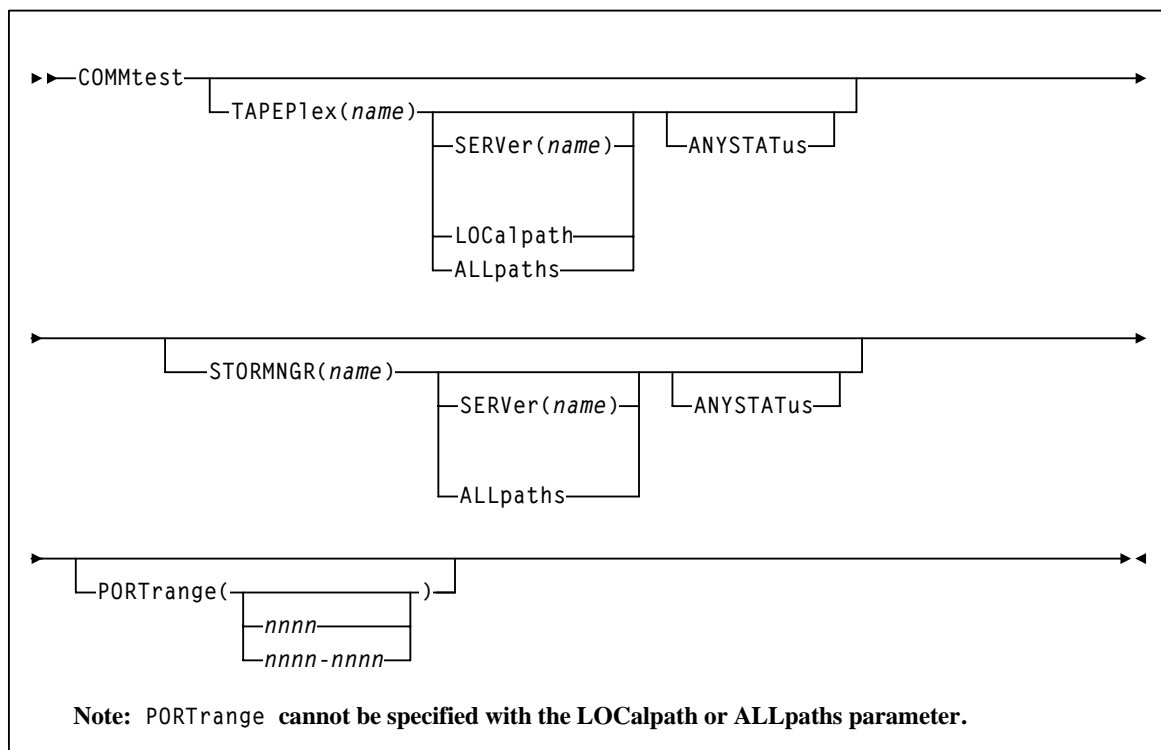 COMMtest
TAPEPlex(name)
SERVer(name)
ANYSTATus
LOCalpath
ALLpaths
STORMNGR(name)
SERVer(name)
ANYSTATus
ALLpaths
PORTrange( )
nnnn
nnnn-nnnn
Note: PORTrange cannot be specified with the LOCalpath or ALLpaths parameter.